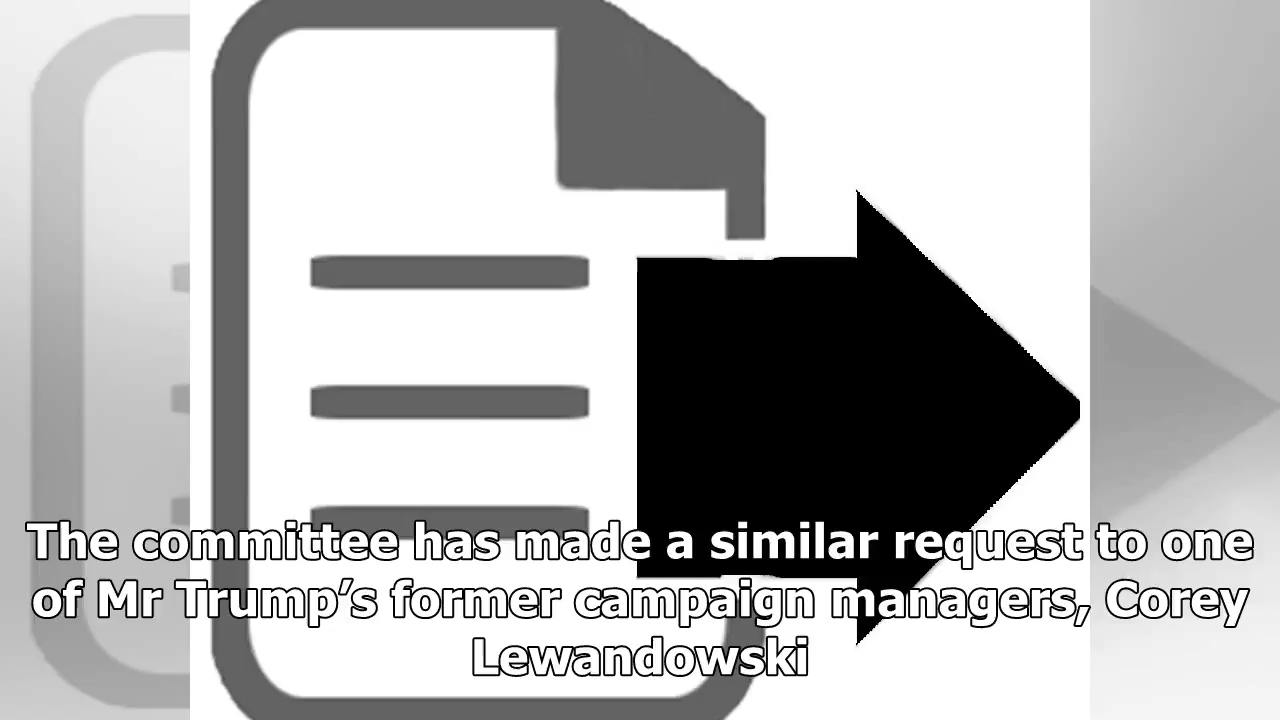 The committee has made a similar request to one
of Mr Trump’s former campaign managers, Corey
Lewandowski